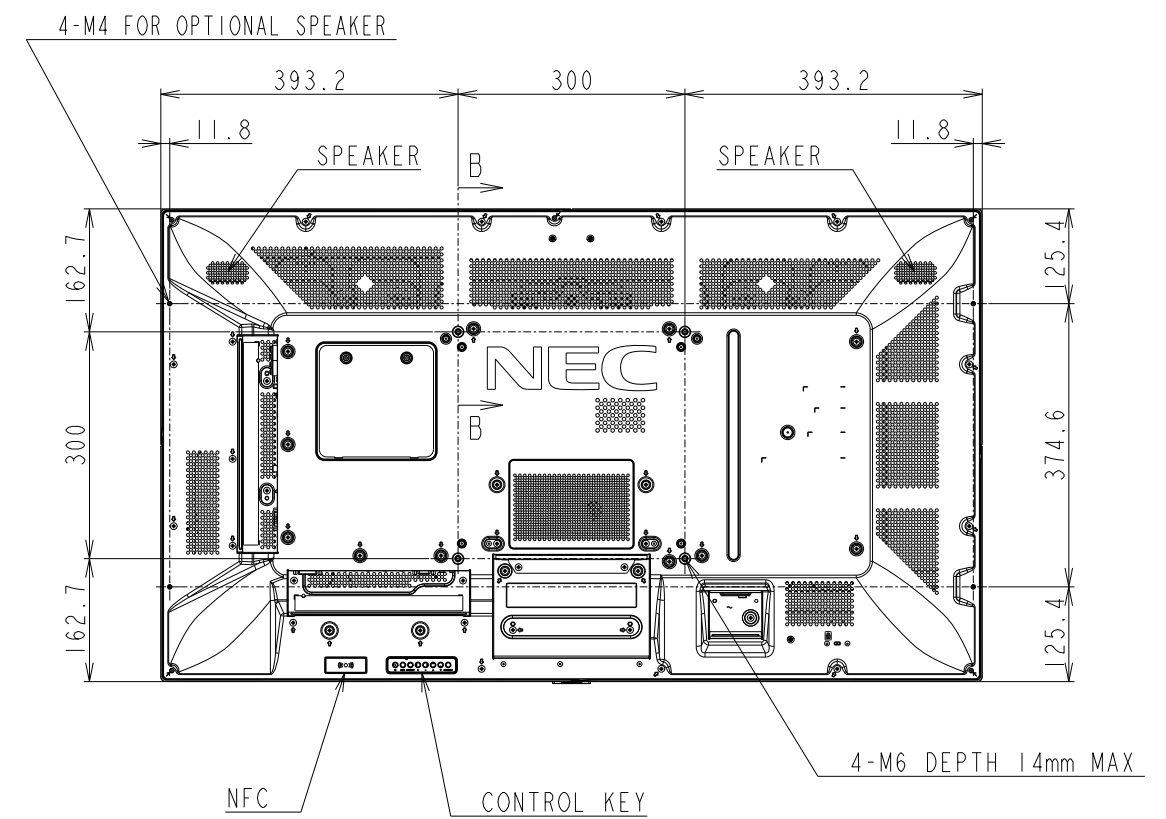 4-M4 FOR OPTIONAL SPEAKER
393.2
300
393.2
11.8
11.8
SPEAKER
SPEAKER
B
162.7
125.4
NEC
B
300
374.6
162.7
125.4
4-M6 DEPTH 14mm MAX
NFC
CONTROL KEY